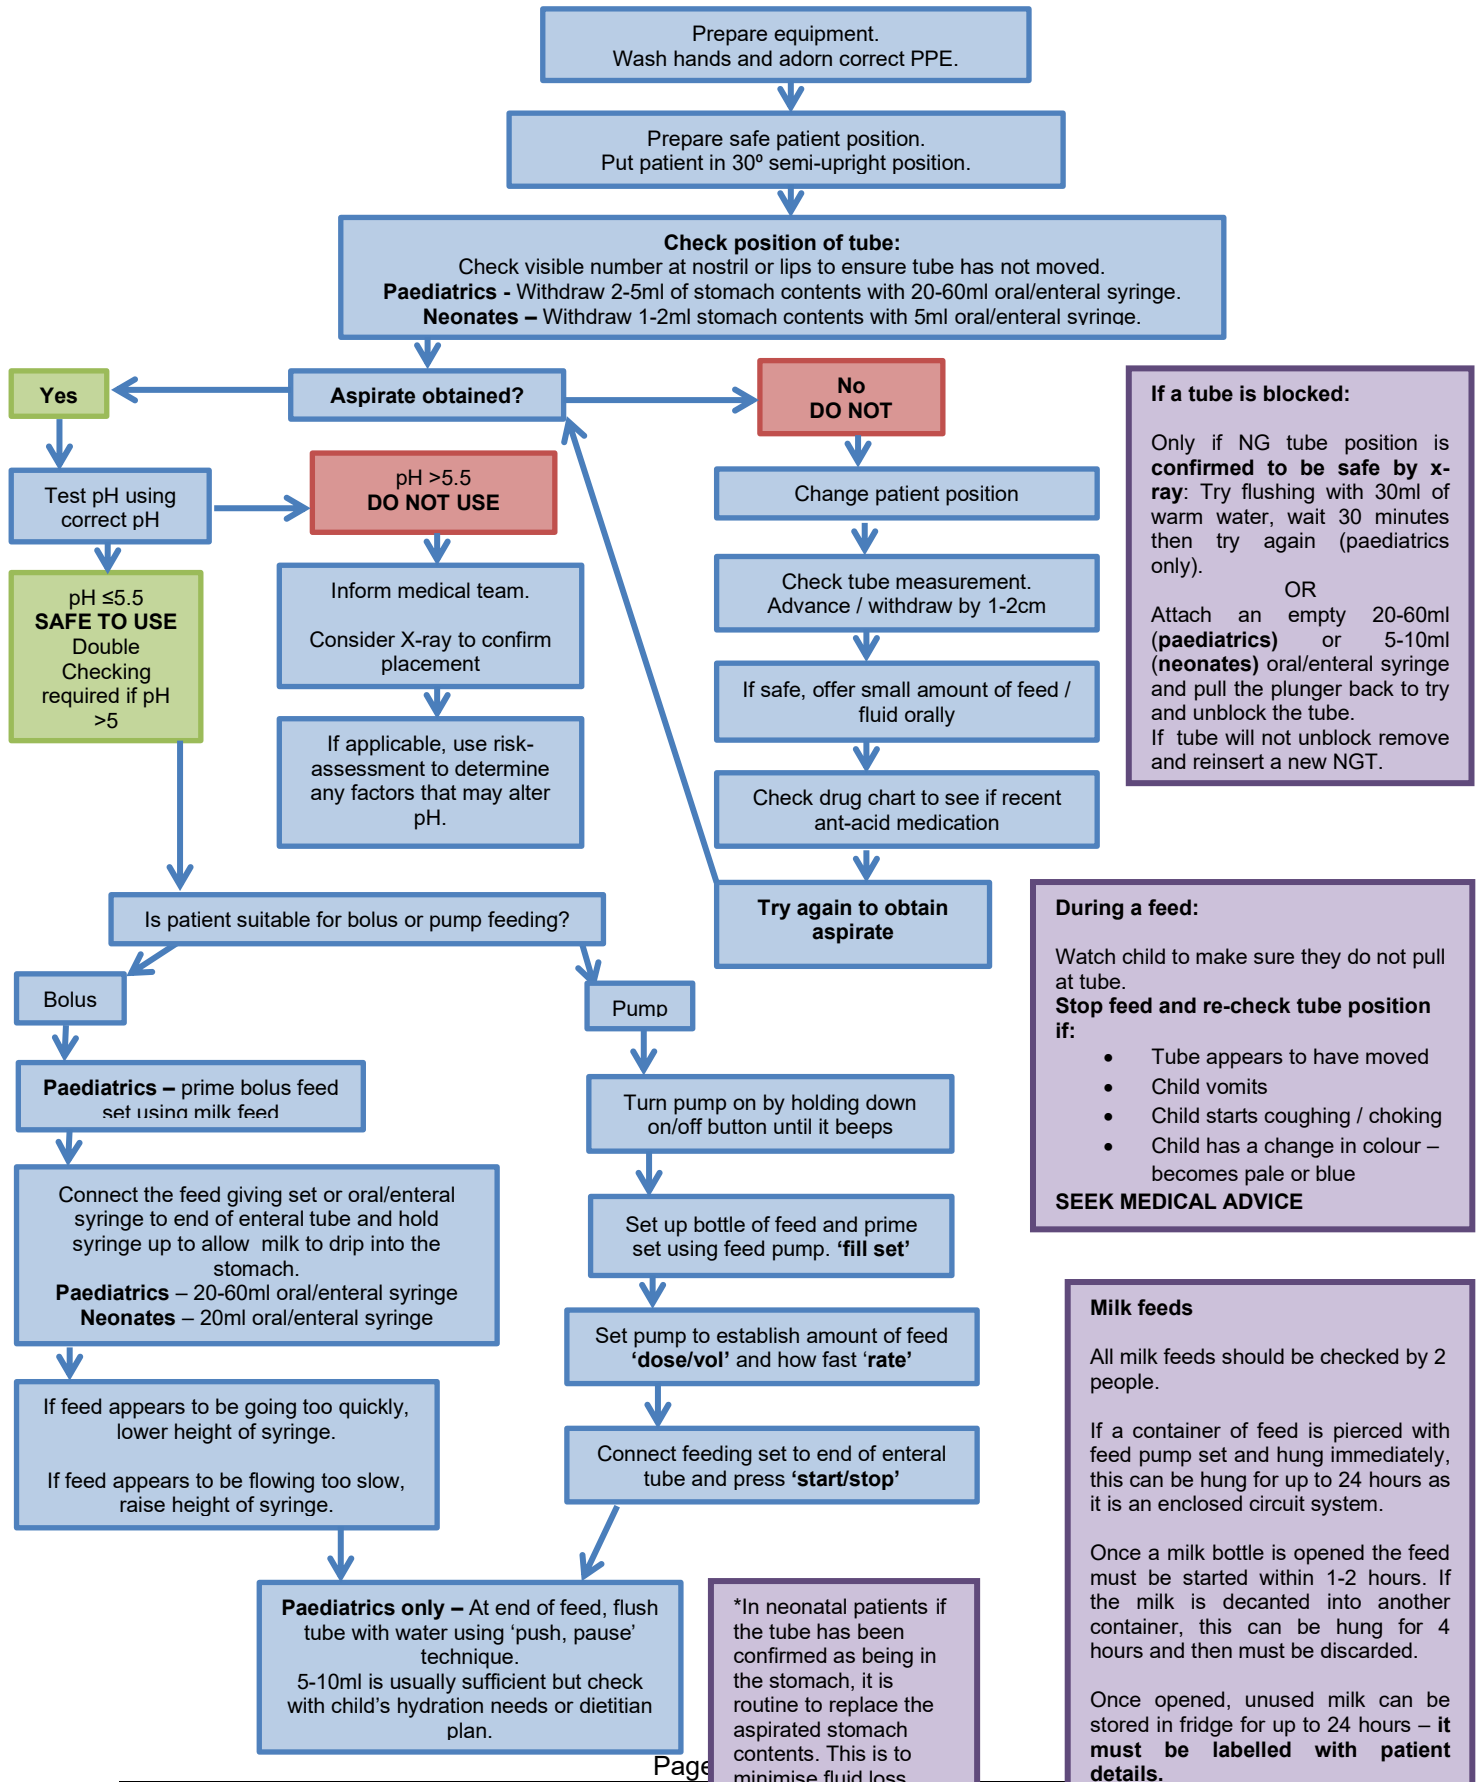 Prepare equipment.
Wash hands and adorn correct PPE.
Prepare safe patient position.
Put patient in 30º semi-upright position.
Check position of tube:
Check visible number at nostril or lips to ensure tube has not moved.
Paediatrics - Withdraw 2-5ml of stomach contents with 20-60ml oral/enteral syringe.
Neonates – Withdraw 1-2ml stomach contents with 5ml oral/enteral syringe.
Yes
Aspirate obtained?
No
DO NOT
Test pH using
correct pH
pH >5.5
DO NOT USE
pH ≤5.5
SAFE TO USE
Double
Checking
required if pH
>5
Inform medical team.
Consider X-ray to confirm
placement
If applicable, use risk-
assessment to determine
any factors that may alter
pH.
Change patient position
Check tube measurement.
Advance / withdraw by 1-2cm
If safe, offer small amount of feed /
fluid orally
Check drug chart to see if recent
ant-acid medication
Try again to obtain
aspirate
If a tube is blocked:
Only if NG tube position is
confirmed to be safe by x-
ray: Try flushing with 30ml of
warm water, wait 30 minutes
then try again (paediatrics
only).
OR
Attach an empty 20-60ml
(paediatrics) or 5-10ml
(neonates) oral/enteral syringe
and pull the plunger back to try
and unblock the tube.
If tube will not unblock remove
and reinsert a new NGT.
Is patient suitable for bolus or pump feeding?
Bolus
Paediatrics – prime bolus feed
set using milk feed
Connect the feed giving set or oral/enteral
syringe to end of enteral tube and hold
syringe up to allow milk to drip into the
stomach.
Paediatrics – 20-60ml oral/enteral syringe
Neonates – 20ml oral/enteral syringe
If feed appears to be going too quickly,
lower height of syringe.
If feed appears to be flowing too slow,
raise height of syringe.
Pump
Turn pump on by holding down
on/off button until it beeps
Set up bottle of feed and prime
set using feed pump. ‘fill set’
Set pump to establish amount of feed
‘dose/vol’ and how fast ‘rate’
Connect feeding set to end of enteral
tube and press ‘start/stop’
Paediatrics only – At end of feed, flush
tube with water using ‘push, pause’
technique.
5-10ml is usually sufficient but check
with child’s hydration needs or dietitian
plan.
During a feed:
Watch child to make sure they do not pull
at tube.
Stop feed and re-check tube position
if:
• Tube appears to have moved
• Child vomits
• Child starts coughing / choking
• Child has a change in colour –
becomes pale or blue
SEEK MEDICAL ADVICE
Milk feeds
All milk feeds should be checked by 2
people.
If a container of feed is pierced with
feed pump set and hung immediately,
this can be hung for up to 24 hours as
it is an enclosed circuit system.
Once a milk bottle is opened the feed
must be started within 1-2 hours. If
the milk is decanted into another
container, this can be hung for 4
hours and then must be discarded.
Once opened, unused milk can be
stored in fridge for up to 24 hours – it
must be labelled with patient
details.
*In neonatal patients if
the tube has been
confirmed as being in
the stomach, it is
routine to replace the
aspirated stomach
contents. This is to
minimise fluid loss
Page